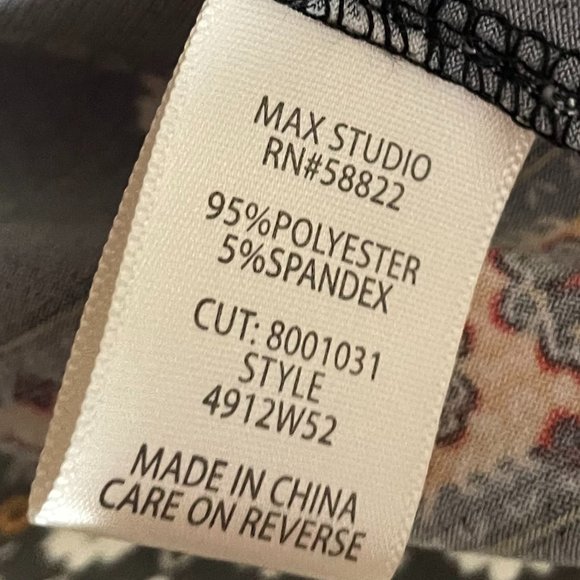 MAX STUDIO
RN#58822
95%POLYESTER
5%SPANDEX
CUT: 8001031
STYLE
4912W52
MADE IN CHINA
CARE ON REVERSE